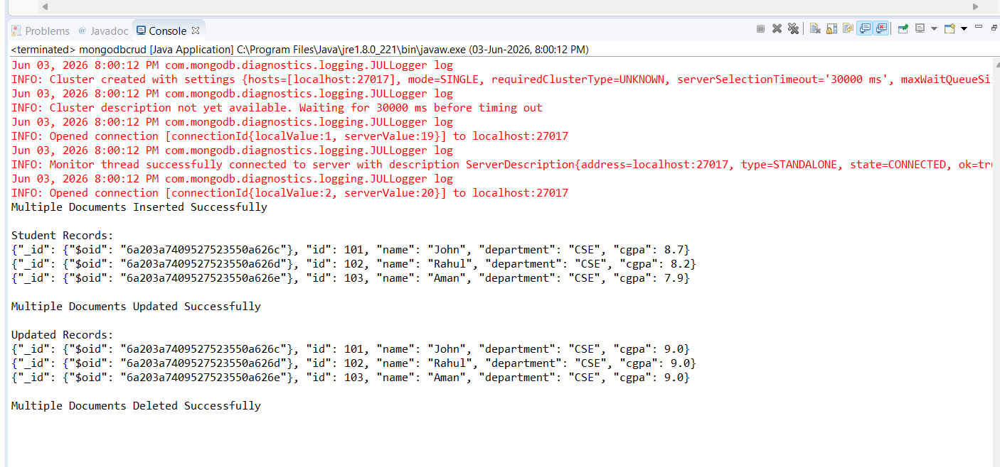 Problems @ Javadoc Console
<terminated> mongodbcrud [Java Application] C:\Program Files\Java\jre1.8.0_221\bin\javaw.exe (03-Jun-2026, 8:00:12 PM)
Jun 03, 2026 8:00:12 PM com.mongodb.diagnostics.logging.JULLogger log
INFO: Cluster created with settings {hosts=[localhost:27017], mode=SINGLE, requiredClusterType=UNKNOWN, serverSelectionTimeout='30000 ms', maxWaitQueueSi
Jun 03, 2026 8:00:12 PM com.mongodb.diagnostics.logging.JULLogger log
INFO: Cluster description not yet available. Waiting for 30000 ms before timing out
Jun 03, 2026 8:00:12 PM com.mongodb.diagnostics.logging.JULLogger log
INFO: Opened connection [connectionId{localValue:1, serverValue:19}] to localhost:27017
Jun 03, 2026 8:00:12 PM com.mongodb.diagnostics.logging.JULLogger log
INFO: Monitor thread successfully connected to server with description ServerDescription{address=localhost:27017, type=STANDALONE, state=CONNECTED, ok=tr
Jun 03, 2026 8:00:12 PM com.mongodb.diagnostics.logging.JULLogger log
INFO: Opened connection [connectionId{localValue:2, serverValue:20}] to localhost:27017
Multiple Documents Inserted Successfully
Student Records:
{"_id": {"$oid": "6a203a7409527523550a626c"}, "id": 101, "name": "John", "department": "CSE", "cgpa": 8.7}
{"_id": {"$oid": "6a203a7409527523550a626d"}, "id": 102, "name": "Rahul", "department": "CSE", "cgpa": 8.2}
{"_id": {"$oid": "6a203a7409527523550a626e"}, "id": 103, "name": "Aman", "department": "CSE", "cgpa": 7.9}
Multiple Documents Updated Successfully
Updated Records:
{"_id": {"$oid": "6a203a7409527523550a626c"}, "id": 101, "name": "John", "department": "CSE", "cgpa": 9.0}
{"_id": {"$oid": "6a203a7409527523550a626d"}, "id": 102, "name": "Rahul", "department": "CSE", "cgpa": 9.0}
{"_id": {"$oid": "6a203a7409527523550a626e"}, "id": 103, "name": "Aman", "department": "CSE", "cgpa": 9.0}
Multiple Documents Deleted Successfully